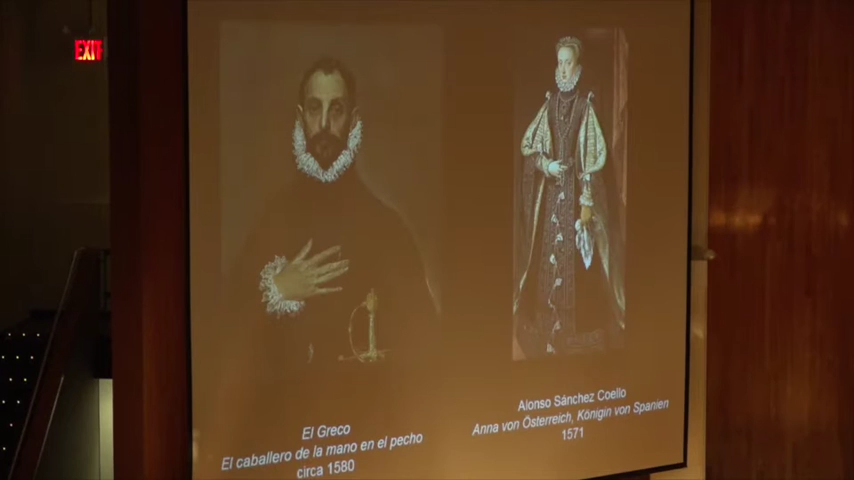 EXIT
El Greco
El caballero de la mano en el pecho
circa 1580
Alonso Sánchez Coello
Anna von Österreich, Königin von Spanien
1571